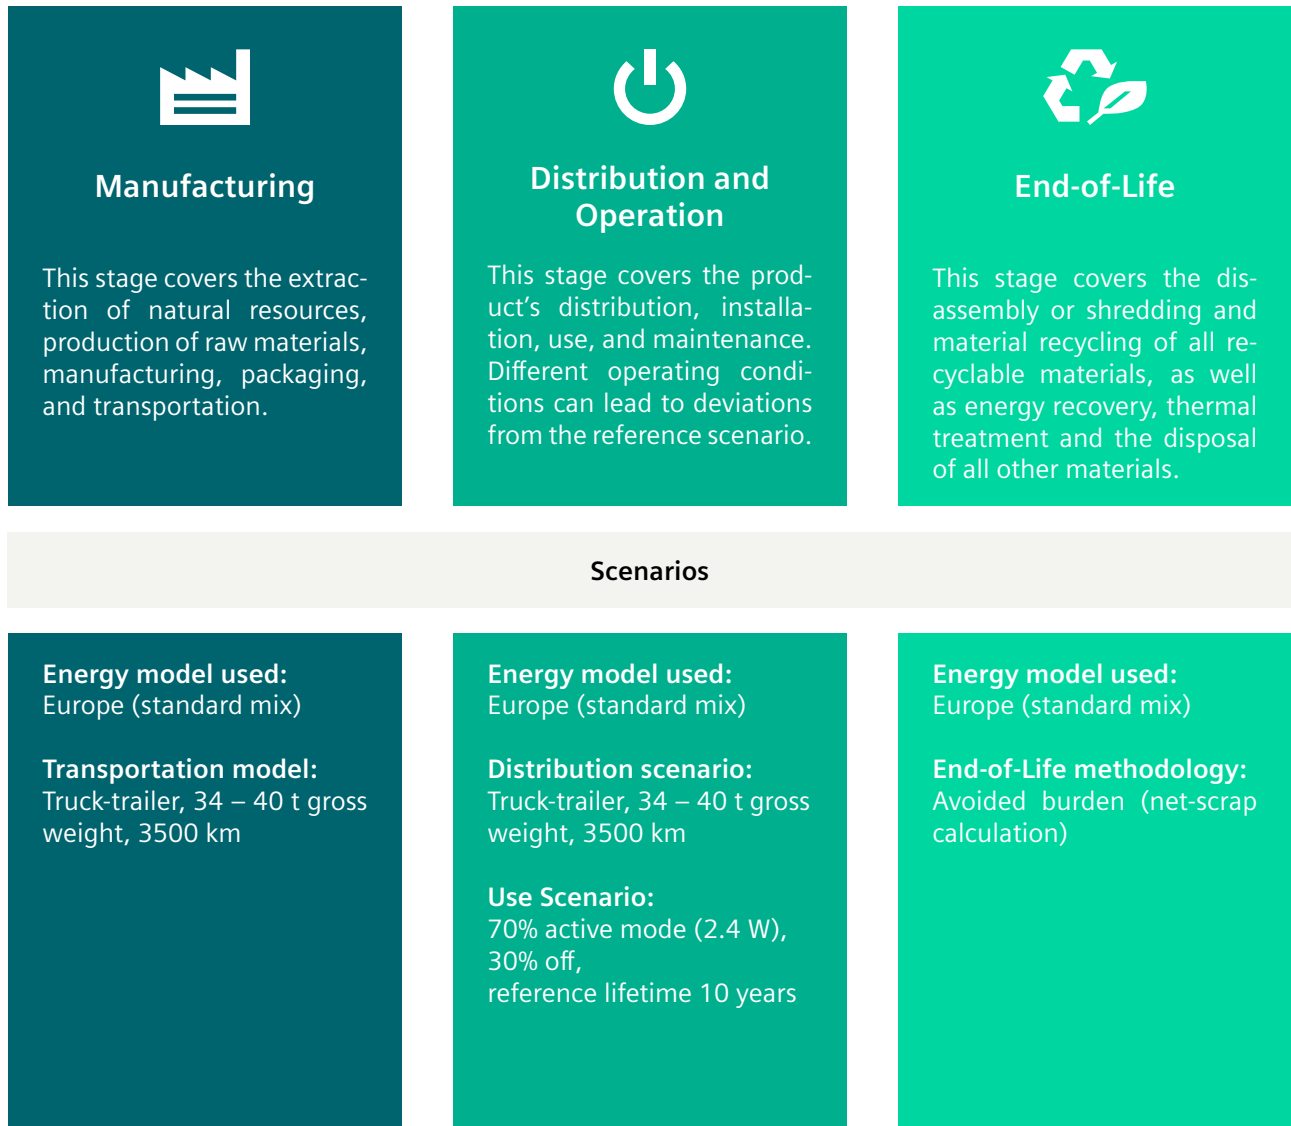 Manufacturing
This stage covers the extrac-
tion of natural resources,
production of raw materials,
manufacturing, packaging,
and transportation.
Distribution and
Operation
This stage covers the prod-
uct's distribution, installa-
tion, use, and maintenance.
Different operating condi-
tions can lead to deviations
from the reference scenario.
End-of-Life
This stage covers the dis-
assembly or shredding and
material recycling of all re-
cyclable materials, as well
as energy recovery, thermal
treatment and the disposal
of all other materials.
Scenarios
Energy model used:
Europe (standard mix)
Transportation model:
Truck-trailer, 34 – 40 t gross
weight, 3500 km
Energy model used:
Europe (standard mix)
Distribution scenario:
Truck-trailer, 34 – 40 t gross
weight, 3500 km
Use Scenario:
70% active mode (2.4 W),
30% off,
reference lifetime 10 years
Energy model used:
Europe (standard mix)
End-of-Life methodology:
Avoided burden (net-scrap
calculation)